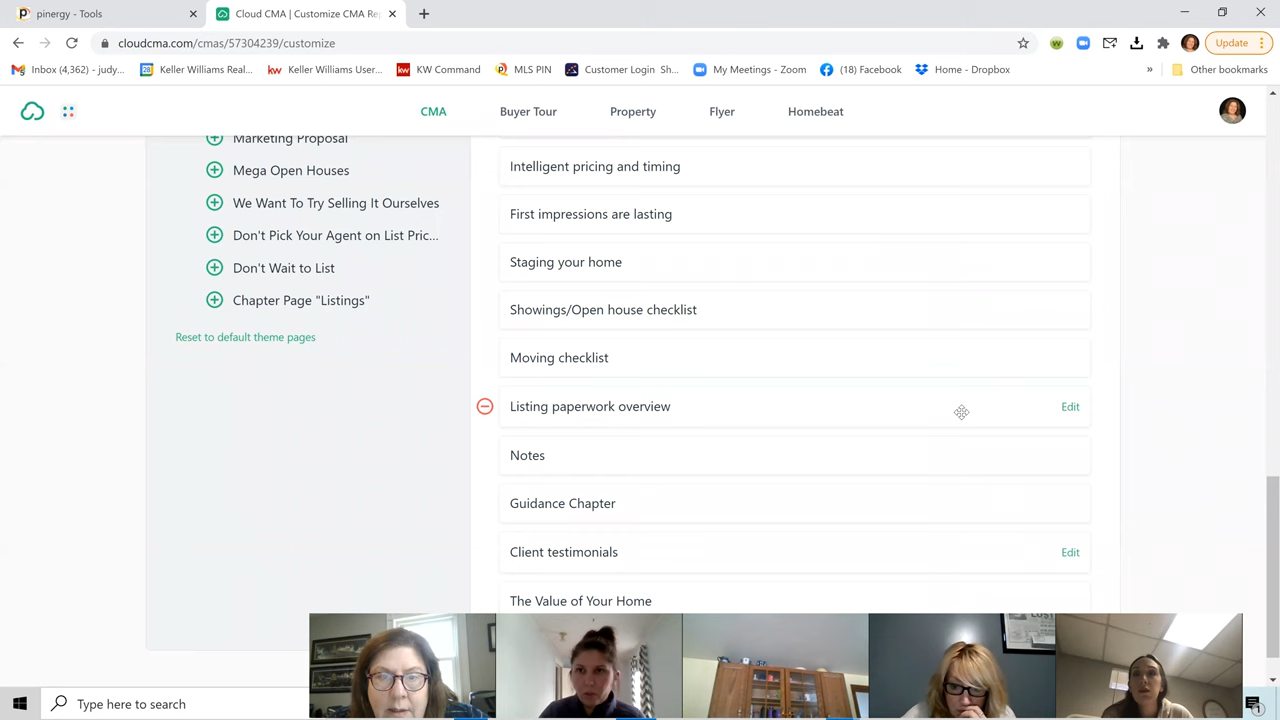 pinergy - Tools
Cloud CMA | Customize CMA Re
cloudcma.com/cmas/57304239/customize
Update
Inbox (4,362) - judy...
Keller Williams Real...
Keller Williams User...
KW Command
MLS PIN
Customer Login Sh...
My Meetings - Zoom
(18) Facebook
Home - Dropbox
»
Other bookmarks
CMA
Buyer Tour
Property
Flyer
Homebeat
Marketing Proposal
Mega Open Houses
We Want To Try Selling It Ourselves
Don't Pick Your Agent on List Pric...
Don't Wait to List
Chapter Page "Listings"
Reset to default theme pages
Intelligent pricing and timing
First impressions are lasting
Staging your home
Showings/Open house checklist
Moving checklist
Listing paperwork overview Edit
Notes
Guidance Chapter
Client testimonials Edit
The Value of Your Home
Type here to search
1